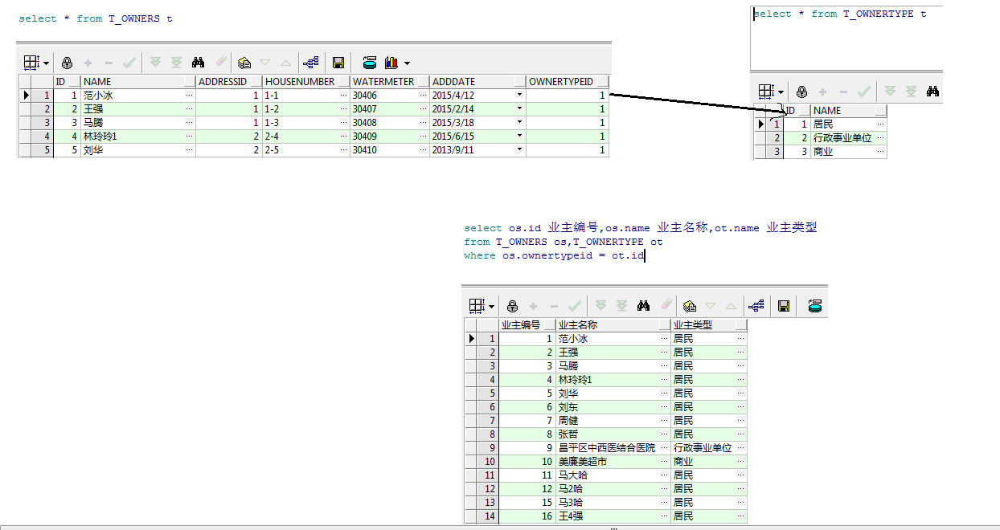 select * from T_OWNERS t
ID NAME ADDRESSID HOUSENUMBER WATERMETER ADDDATE OWNERTYPEID
1 1 范小冰 1 1-1 30406 2015/4/12 1
2 2 王强 1 1-2 30407 2015/2/14 1
3 3 马腾 1 1-3 30408 2015/3/18 1
4 4 林玲玲1 2 2-4 30409 2015/6/15 1
5 5 刘华 2 2-5 30410 2013/9/11 1
select * from T_OWNERTYPE t
ID NAME
1 1 居民
2 2 行政事业单位
3 3 商业
select os.id 业主编号,os.name 业主名称,ot.name 业主类型
from T_OWNERS os,T_OWNERTYPE ot
where os.ownertypeid = ot.id
业主编号 业主名称 业主类型
1 1 范小冰 居民
2 2 王强 居民
3 3 马腾 居民
4 4 林玲玲1 居民
5 5 刘华 居民
6 6 刘东 居民
7 7 周健 居民
8 8 张哲 居民
9 9 昌平区中西医结合医院 行政事业单位
10 10 美廉美超市 商业
11 11 马大哈 居民
12 12 马2哈 居民
13 15 马3哈 居民
14 16 王4强 居民